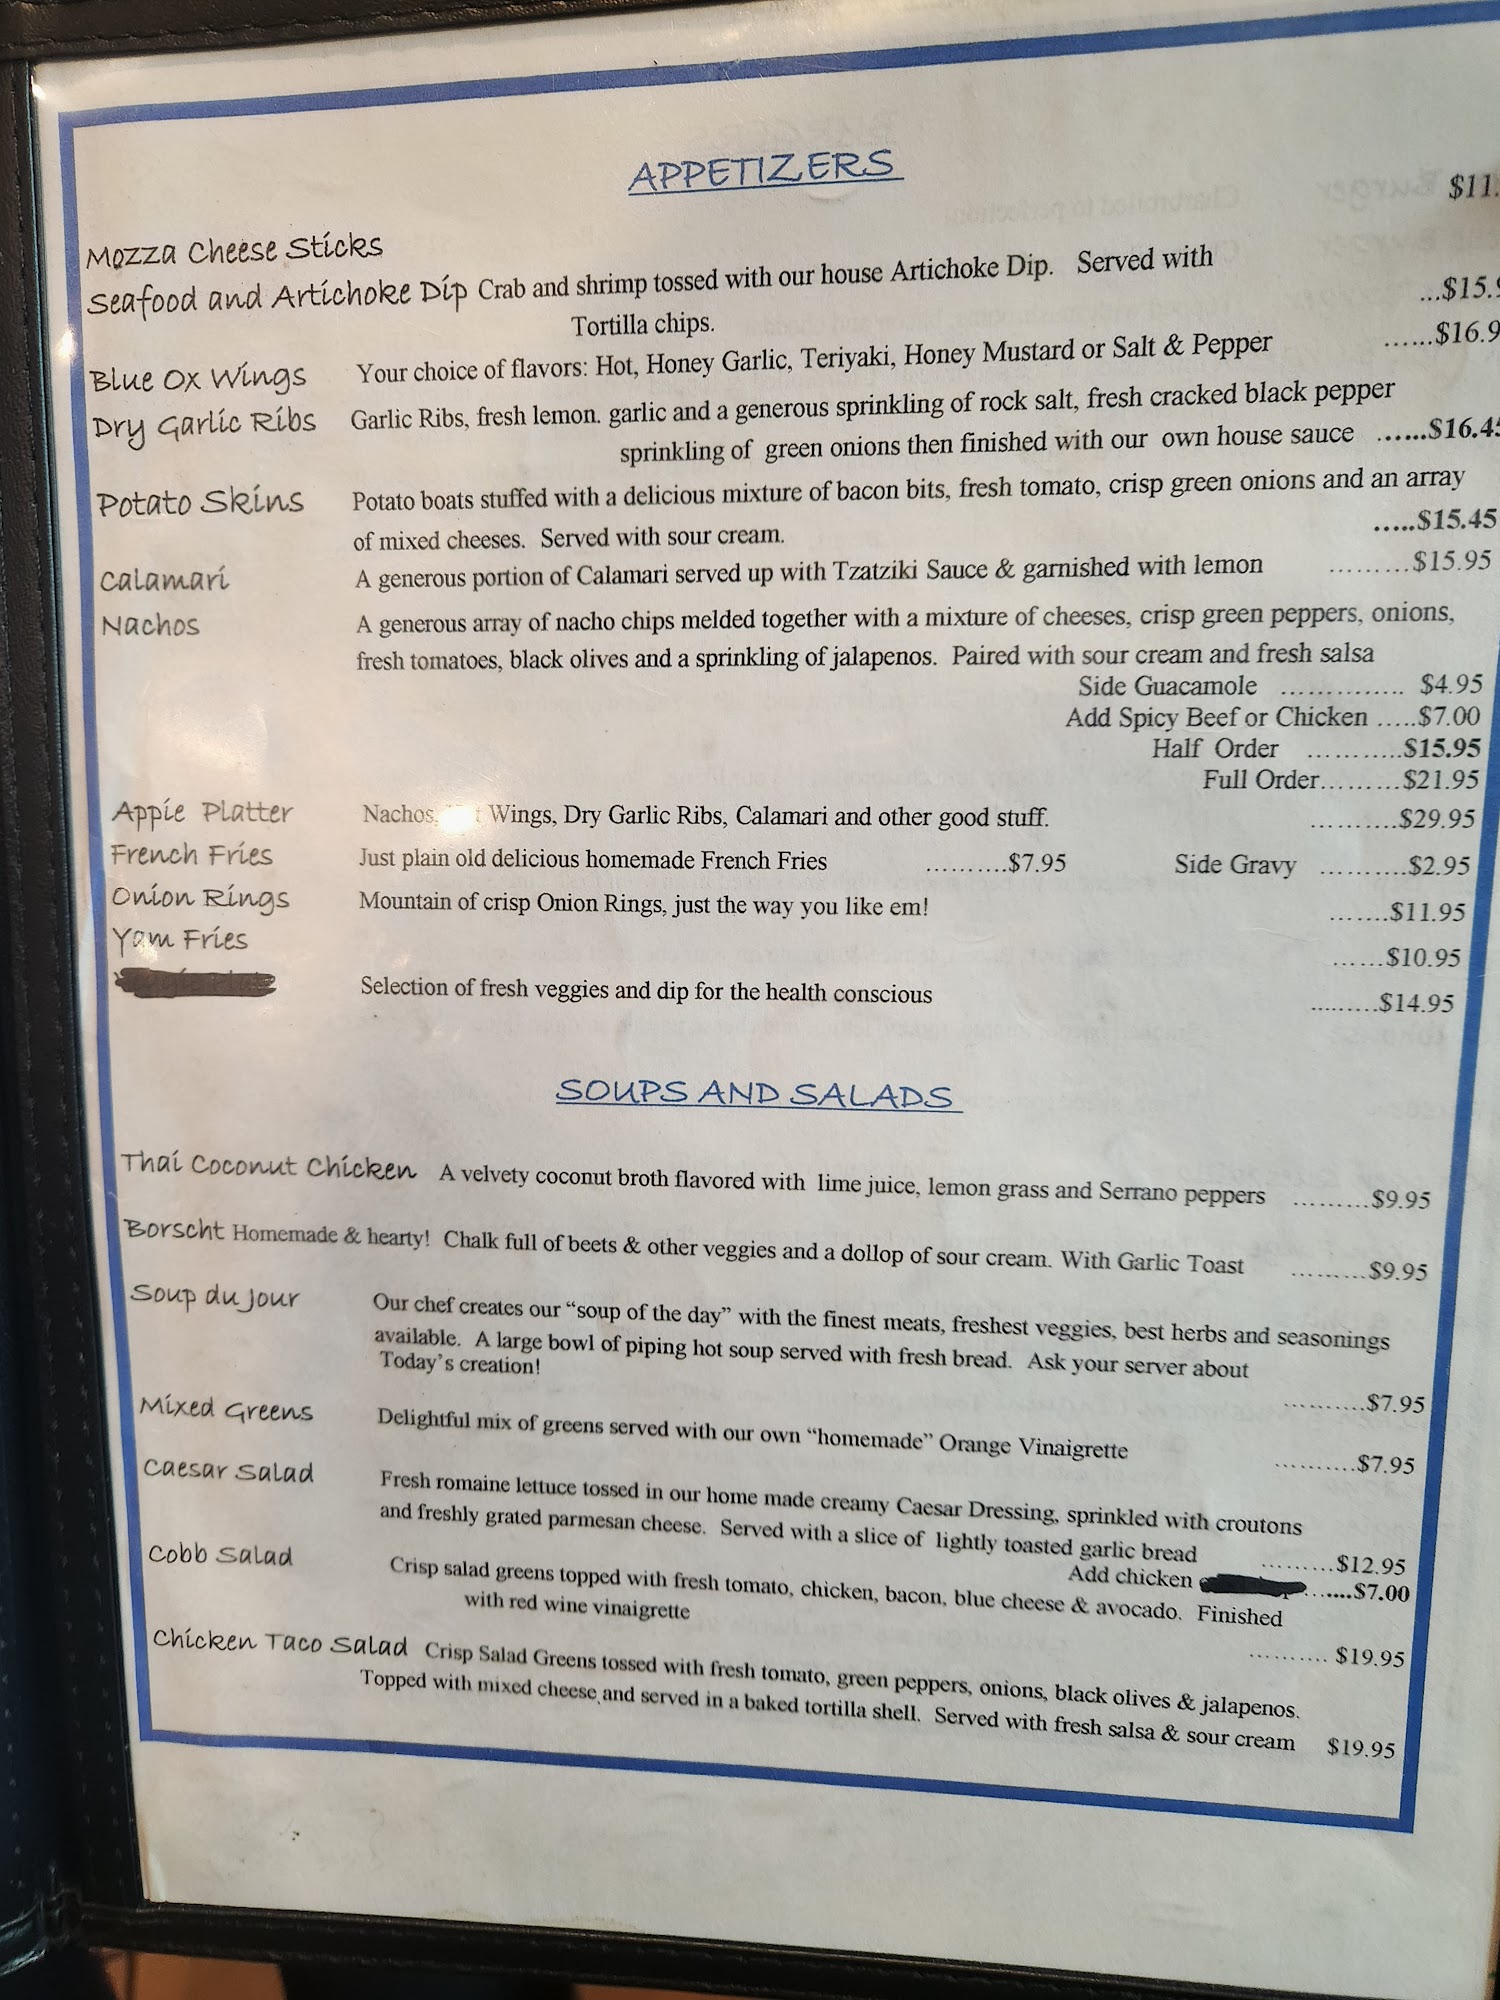 APPETIZERS
$11.
Mozza Cheese Sticks
Seafood and Artichoke Dip Crab and shrimp tossed with our house Artichoke Dip. Served with
Tortilla chips. ...$15.9
Blue Ox Wings Your choice of flavors: Hot, Honey Garlic, Teriyaki, Honey Mustard or Salt & Pepper ......$16.9
Dry Garlic Ribs Garlic Ribs, fresh lemon. garlic and a generous sprinkling of rock salt, fresh cracked black pepper
sprinkling of green onions then finished with our own house sauce ......$16.45
Potato Skins Potato boats stuffed with a delicious mixture of bacon bits, fresh tomato, crisp green onions and an array
of mixed cheeses. Served with sour cream. .....$15.45
Calamari A generous portion of Calamari served up with Tzatziki Sauce & garnished with lemon .........$15.95
Nachos A generous array of nacho chips melded together with a mixture of cheeses, crisp green peppers, onions,
fresh tomatoes, black olives and a sprinkling of jalapenos. Paired with sour cream and fresh salsa
Side Guacamole .............. $4.95
Add Spicy Beef or Chicken .....$7.00
Half Order ...........$15.95
Full Order.........$21.95
Appie Platter Nachos, Wings, Dry Garlic Ribs, Calamari and other good stuff. ..........$29.95
French Fries Just plain old delicious homemade French Fries ..........$7.95 Side Gravy ..........$2.95
Onion Rings Mountain of crisp Onion Rings, just the way you like em! .......$11.95
Yam Fries ......$10.95
Selection of fresh veggies and dip for the health conscious .........$14.95
SOUPS AND SALADS
Thai Coconut Chicken A velvety coconut broth flavored with lime juice, lemon grass and Serrano peppers .........$9.95
Borscht Homemade & hearty! Chalk full of beets & other veggies and a dollop of sour cream. With Garlic Toast .........$9.95
Soup du Jour Our chef creates our “soup of the day” with the finest meats, freshest veggies, best herbs and seasonings
available. A large bowl of piping hot soup served with fresh bread. Ask your server about
Today’s creation! ..........$7.95
Mixed Greens Delightful mix of greens served with our own “homemade” Orange Vinaigrette ..........$7.95
Caesar Salad Fresh romaine lettuce tossed in our home made creamy Caesar Dressing, sprinkled with croutons
and freshly grated parmesan cheese. Served with a slice of lightly toasted garlic bread .........$12.95
Add chicken .......$7.00
Cobb Salad Crisp salad greens topped with fresh tomato, chicken, bacon, blue cheese & avocado. Finished
with red wine vinaigrette .......... $19.95
Chicken Taco Salad Crisp Salad Greens tossed with fresh tomato, green peppers, onions, black olives & jalapenos.
Topped with mixed cheese and served in a baked tortilla shell. Served with fresh salsa & sour cream $19.95